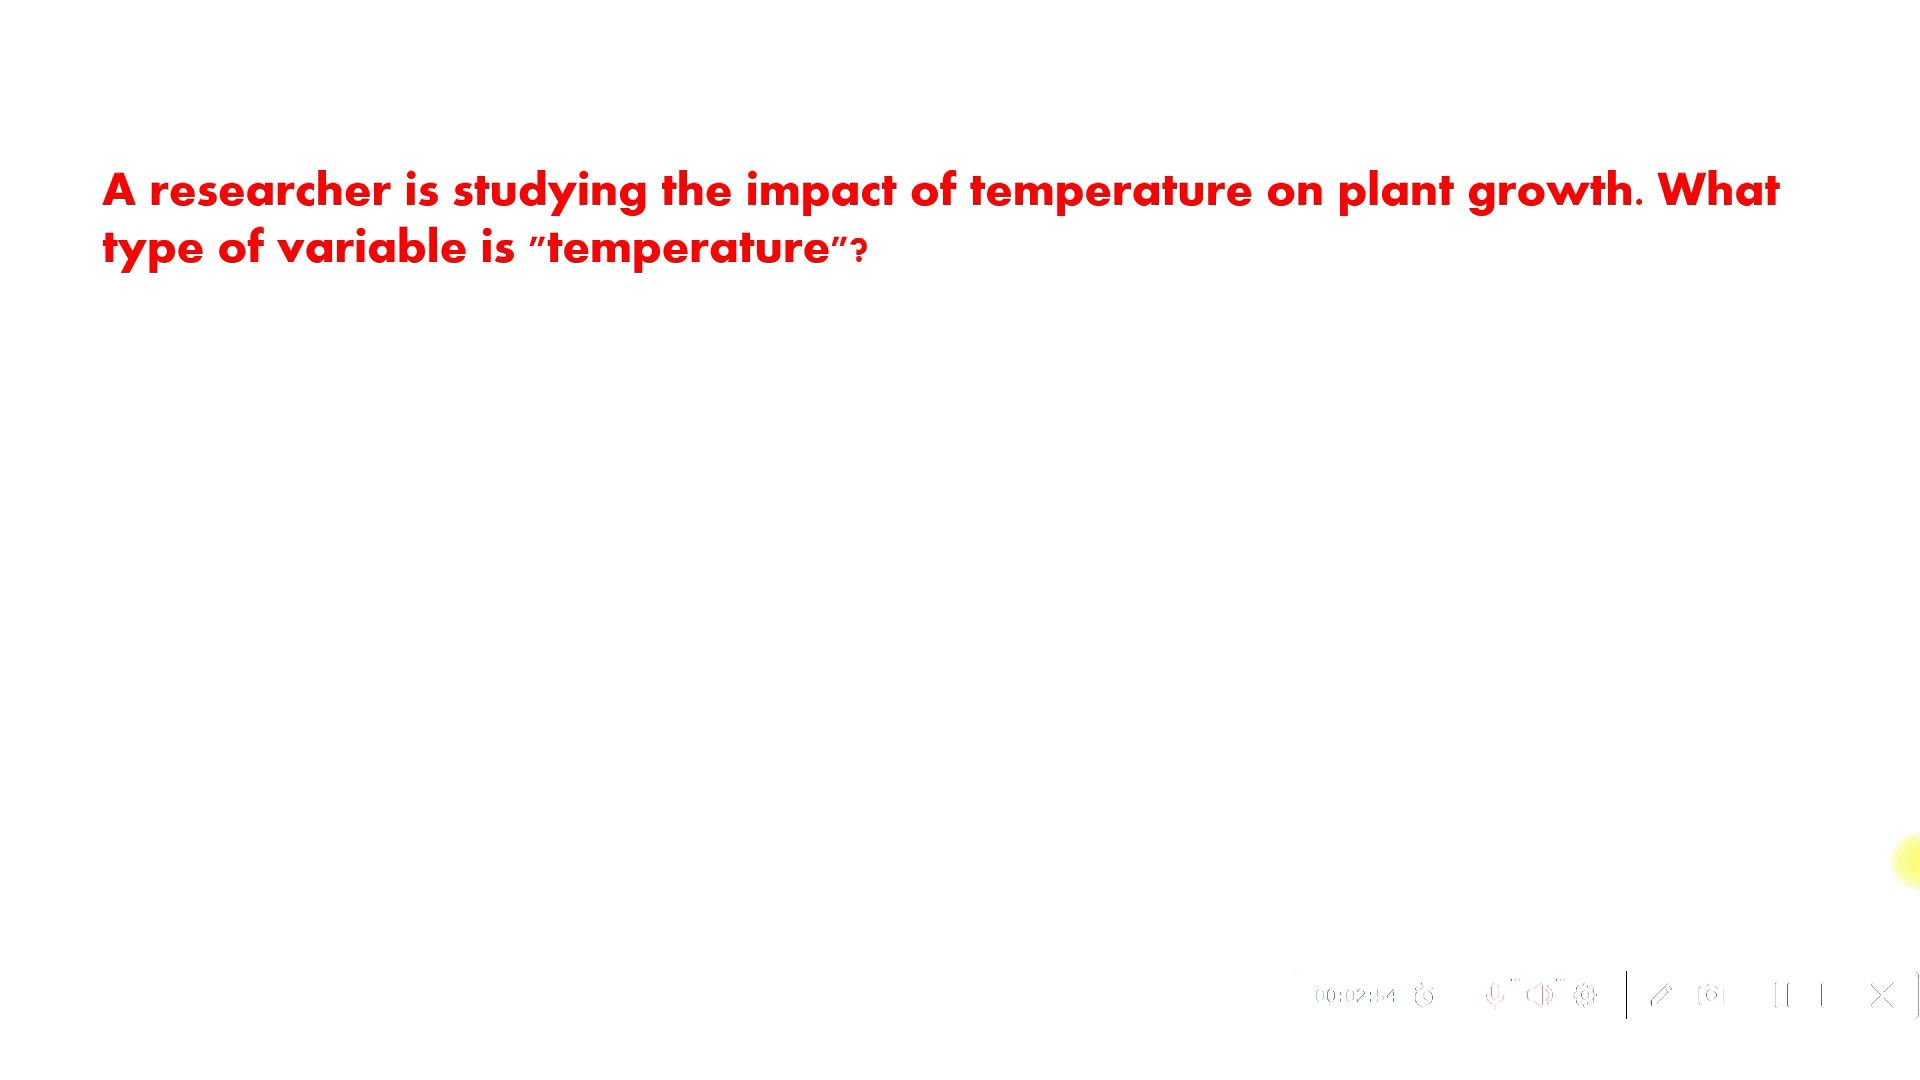 A researcher is studying the impact of temperature on plant growth. What
type of variable is "temperature"?
00:02:54